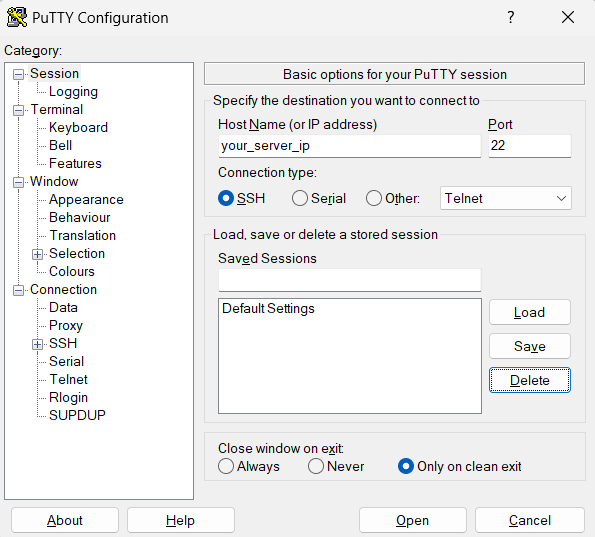 PuTTY Configuration
?
Category:
Session
Logging
Terminal
Keyboard
Bell
Features
Window
Appearance
Behaviour
Translation
Selection
Colours
Connection
Data
Proxy
SSH
Serial
Telnet
Rlogin
SUPDUP
Basic options for your PuTTY session
Specify the destination you want to connect to
Host Name (or IP address) Port
your_server_ip 22
Connection type:
SSH Serial Other: Telnet
Load, save or delete a stored session
Saved Sessions
Default Settings
Load
Save
Delete
Close window on exit:
Always Never Only on clean exit
About Help Open Cancel